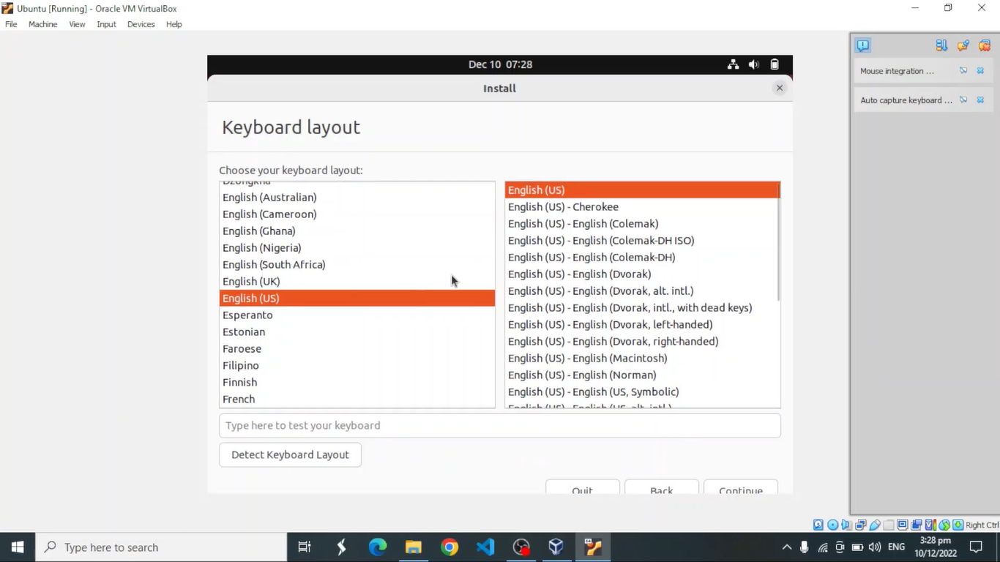 Ubuntu [Running] - Oracle VM VirtualBox
File Machine View Input Devices Help
Dec 10 07:28
Install
Mouse integration ...
Auto capture keyboard ...
Keyboard layout
Choose your keyboard layout:
Dzongkha
English (Australian)
English (Cameroon)
English (Ghana)
English (Nigeria)
English (South Africa)
English (UK)
English (US)
Esperanto
Estonian
Faroese
Filipino
Finnish
French
English (US)
English (US) - Cherokee
English (US) - English (Colemak)
English (US) - English (Colemak-DH ISO)
English (US) - English (Colemak-DH)
English (US) - English (Dvorak)
English (US) - English (Dvorak, alt. intl.)
English (US) - English (Dvorak, intl., with dead keys)
English (US) - English (Dvorak, left-handed)
English (US) - English (Dvorak, right-handed)
English (US) - English (Macintosh)
English (US) - English (Norman)
English (US) - English (US, Symbolic)
English (US) - English (US, alt. intl.)
Type here to test your keyboard
Detect Keyboard Layout
Quit Back Continue
Right Ctrl
Type here to search
ENG
3:28 pm
10/12/2022